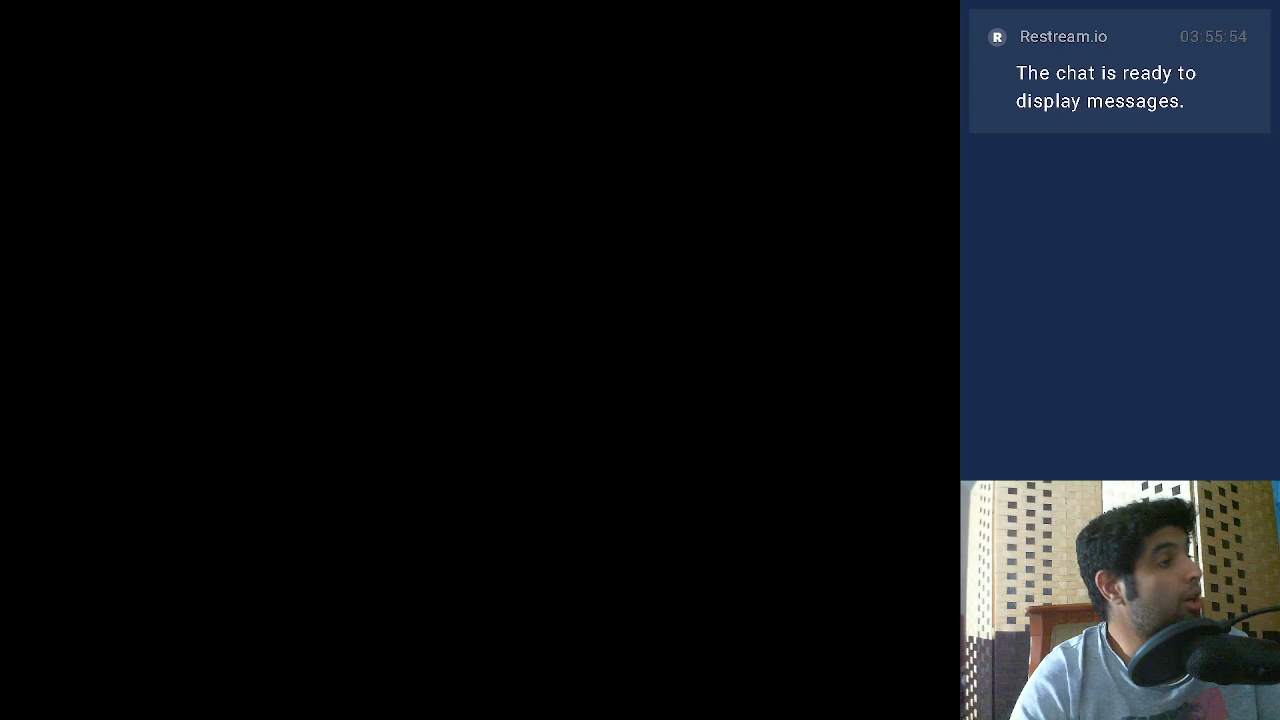 R Restream.io 03:55:54
The chat is ready to
display messages.